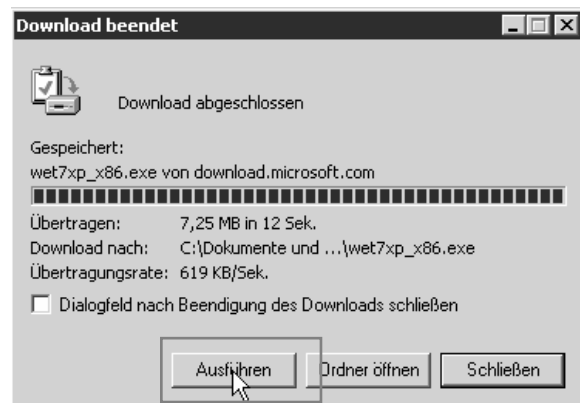 Download beendet
Download abgeschlossen
Gespeichert:
wet7xp_x86.exe von download.microsoft.com
Übertragen: 7,25 MB in 12 Sek.
Download nach: C:\Dokumente und ...\wet7xp_x86.exe
Übertragungsrate: 619 KB/Sek.
Dialogfeld nach Beendigung des Downloads schließen
Ausführen Ordner öffnen Schließen